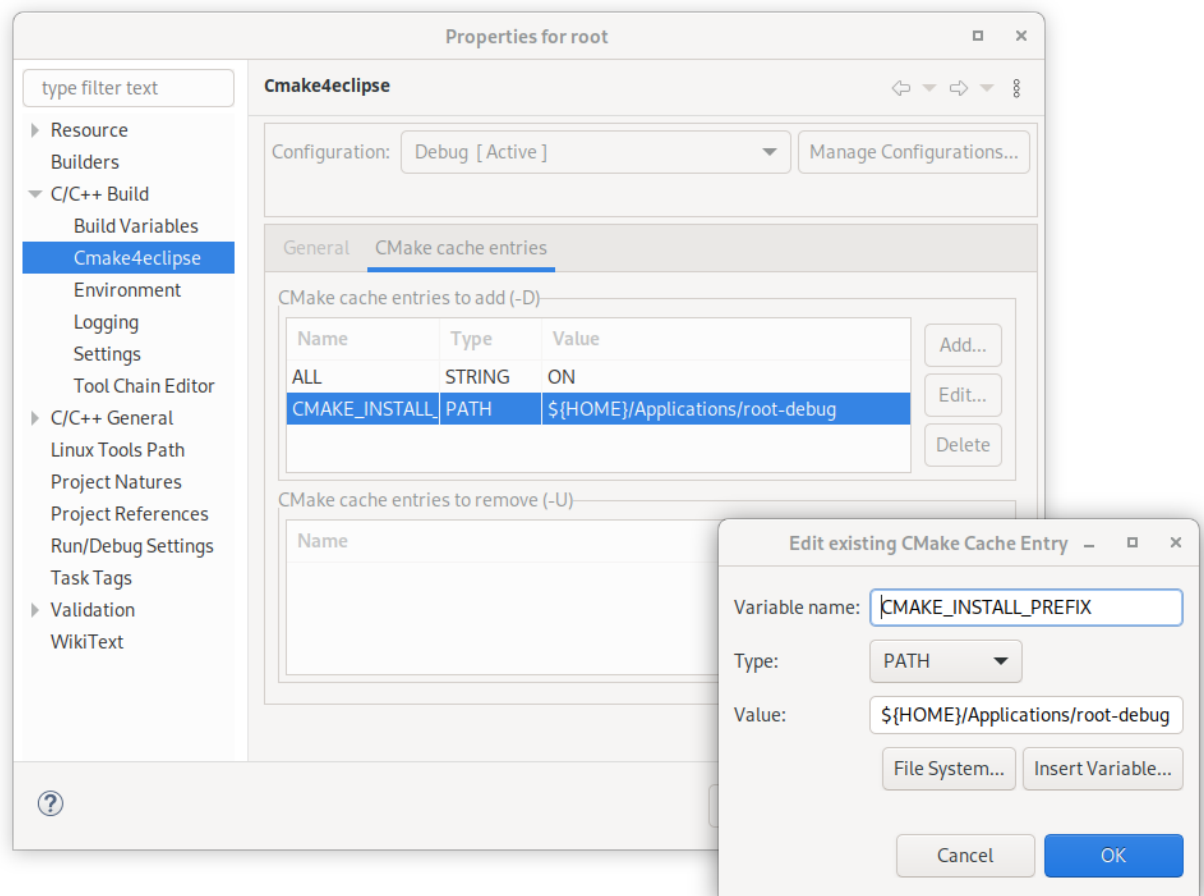 Properties for root
type filter text
Resource
Builders
C/C++ Build
Build Variables
Cmake4eclipse
Environment
Logging
Settings
Tool Chain Editor
C/C++ General
Linux Tools Path
Project Natures
Project References
Run/Debug Settings
Task Tags
Validation
WikiText
Cmake4eclipse
Configuration: Debug [ Active ] Manage Configurations...
General CMake cache entries
CMake cache entries to add (-D)
Name Type Value
ALL STRING ON
CMAKE_INSTALL_ PATH ${HOME}/Applications/root-debug
Add...
Edit...
Delete
CMake cache entries to remove (-U)
Name
Edit existing CMake Cache Entry
Variable name: CMAKE_INSTALL_PREFIX
Type: PATH
Value: ${HOME}/Applications/root-debug
File System... Insert Variable...
Cancel OK